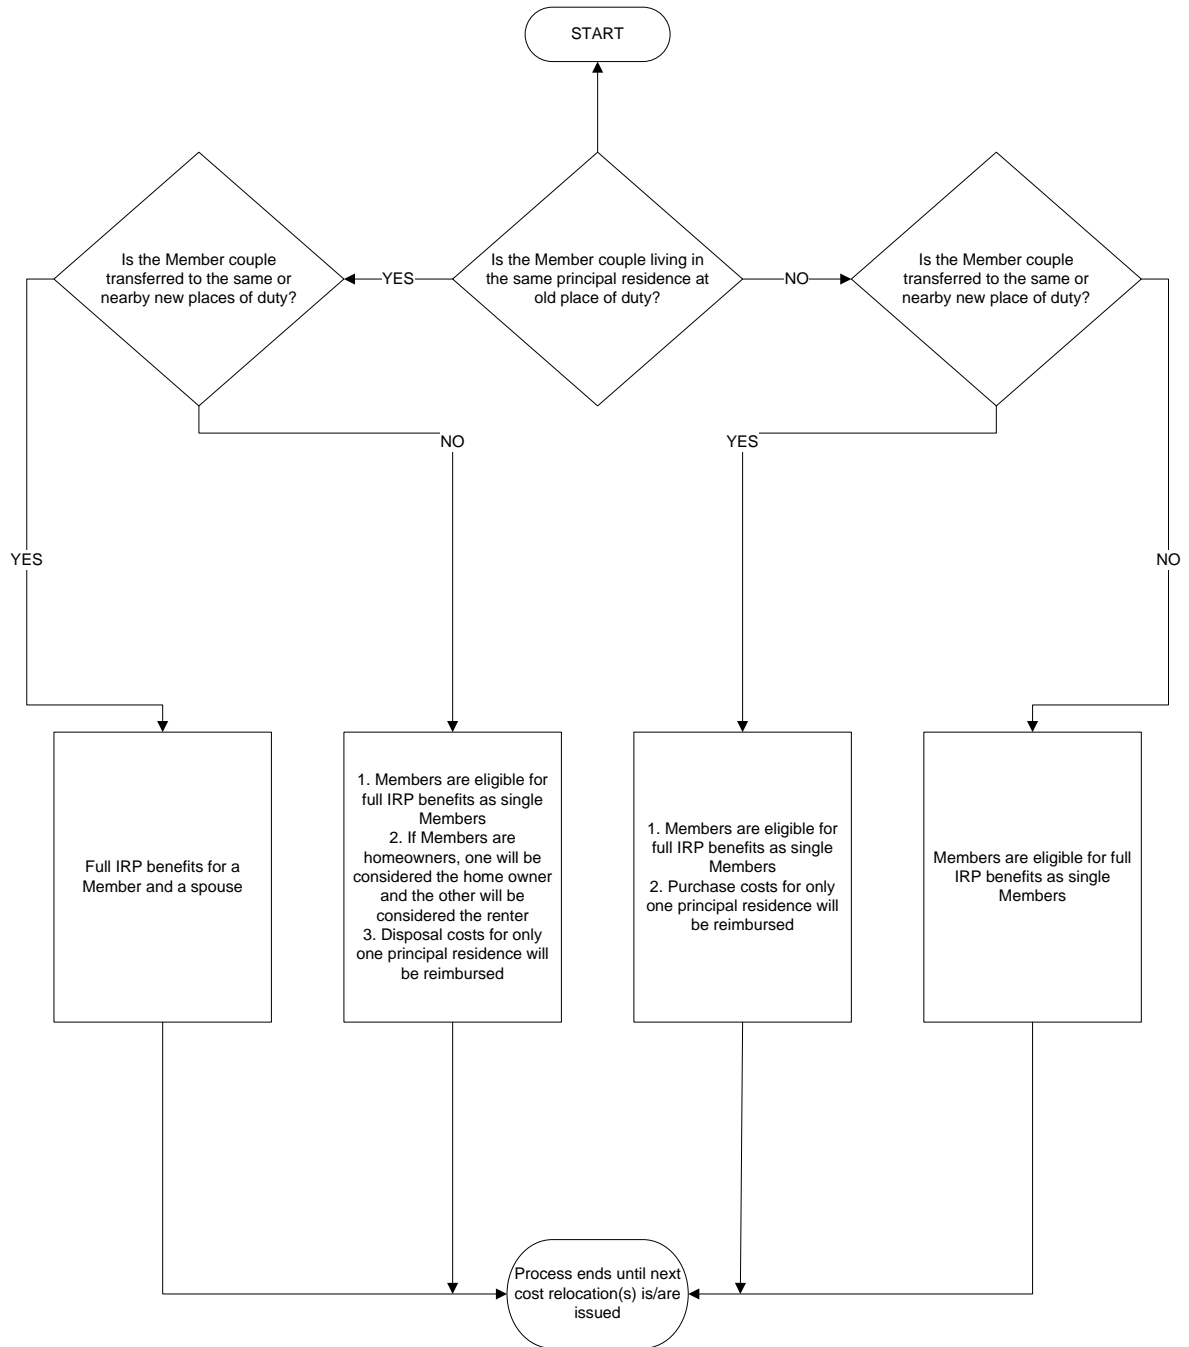 START
Is the Member couple
transferred to the same or
nearby new places of duty?
YES
Is the Member couple living in
the same principal residence at
old place of duty?
NO
Is the Member couple
transferred to the same or
nearby new place of duty?
NO
YES
YES
NO
Full IRP benefits for a
Member and a spouse
1. Members are eligible for
full IRP benefits as single
Members
2. If Members are
homeowners, one will be
considered the home owner
and the other will be
considered the renter
3. Disposal costs for only
one principal residence will
be reimbursed
1. Members are eligible for
full IRP benefits as single
Members
2. Purchase costs for only
one principal residence will
be reimbursed
Members are eligible for full
IRP benefits as single
Members
Process ends until next
cost relocation(s) is/are
issued